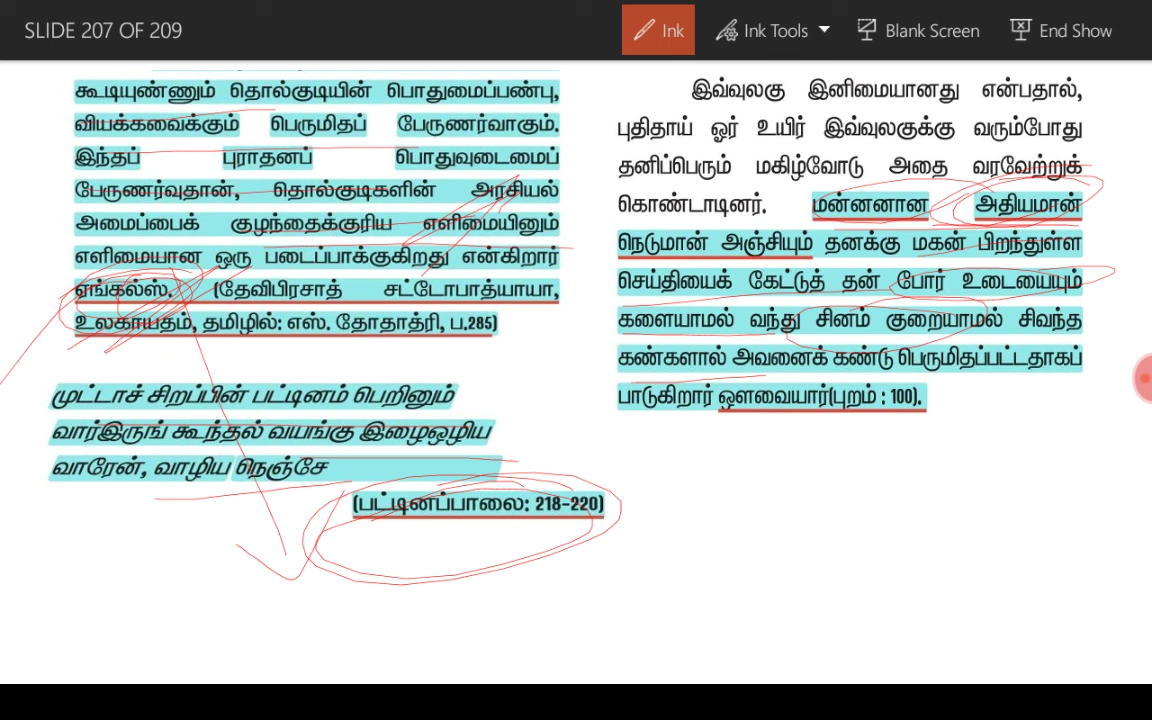 SLIDE 207 OF 209
Ink
Ink Tools
Blank Screen
End Show
கூடியுண்ணும் தொல்குடியின் பொதுமைப்பண்பு,
வியக்கவைக்கும் பெருமிதப் பேருணர்வாகும்.
இந்தப் புராதனப் பொதுவுடைமைப்
பேருணர்வுதான், தொல்குடிகளின் அரசியல்
அமைப்பைக் குழந்தைக்குரிய எளிமையினும்
எளிமையான ஒரு படைப்பாக்குகிறது என்கிறார்
ஏங்கல்ஸ். (தேவிபிரசாத் சட்டோபாத்யாயா,
உலகாயதம், தமிழில்: எஸ். தோதாத்ரி, ப.285)
முட்டாச் சிறப்பின் பட்டினம் பெறினும்
வார்இருங் கூந்தல் வயங்கு இழைஒழிய
வாரேன், வாழிய நெஞ்சே
(பட்டினப்பாலை: 218-220)
இவ்வுலகு இனிமையானது என்பதால்,
புதிதாய் ஓர் உயிர் இவ்வுலகுக்கு வரும்போது
தனிப்பெரும் மகிழ்வோடு அதை வரவேற்றுக்
கொண்டாடினர். மன்னனான அதியமான்
நெடுமான் அஞ்சியும் தனக்கு மகன் பிறந்துள்ள
செய்தியைக் கேட்டுத் தன் போர் உடையையும்
களையாமல் வந்து சினம் குறையாமல் சிவந்த
கண்களால் அவனைக் கண்டு பெருமிதப்பட்டதாகப்
பாடுகிறார் ஔவையார்(புறம் : 100).